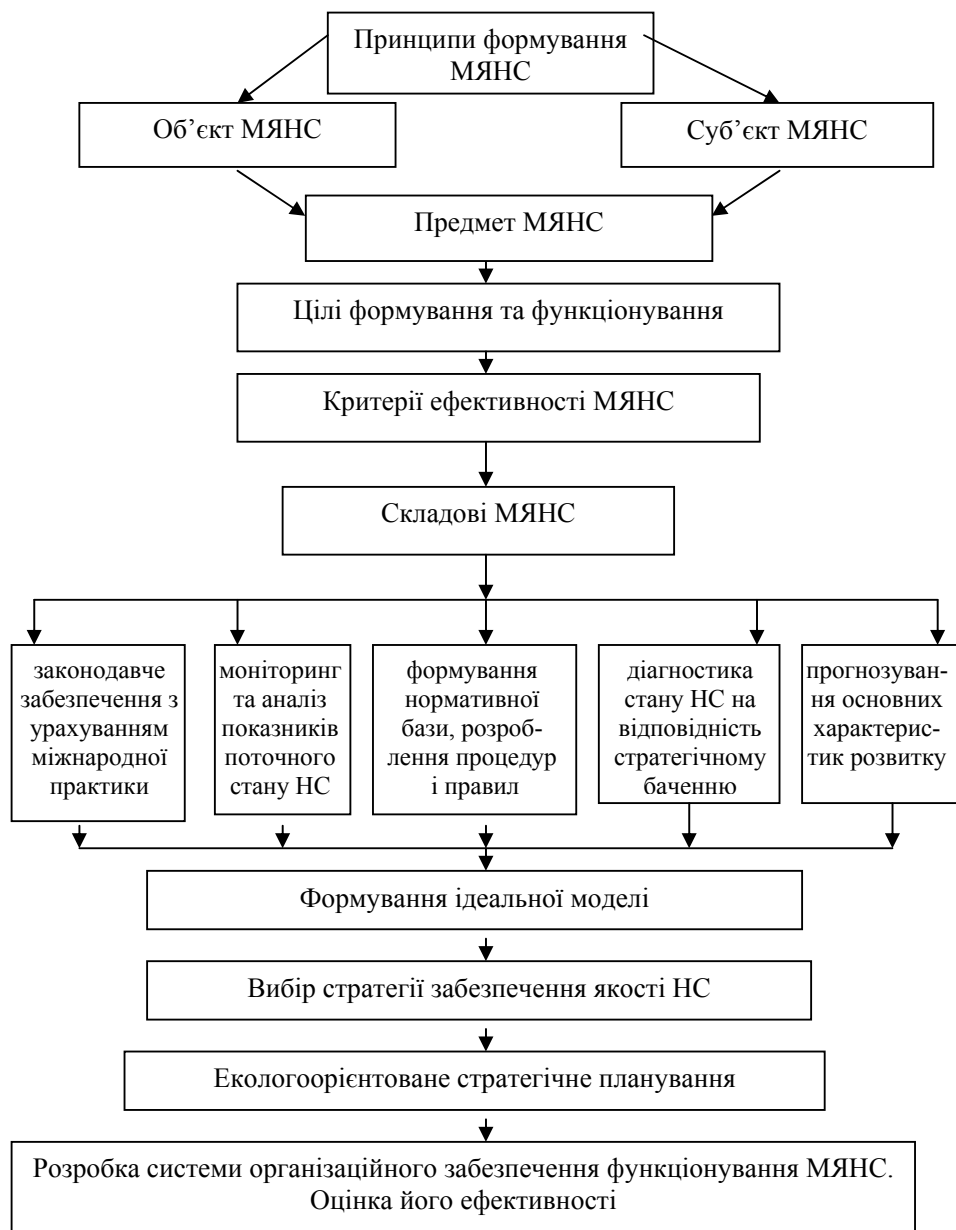 Принципи формування
МЯНС
Об’єкт МЯНС
Суб’єкт МЯНС
Предмет МЯНС
Цілі формування та функціонування
Критерії ефективності МЯНС
Складові МЯНС
законодавче
забезпечення з
урахуванням
міжнародної
практики
моніторинг
та аналіз
показників
поточного
стану НС
формування
нормативної
бази, розроб-
лення процедур
і правил
діагностика
стану НС на
відповідність
стратегічному
баченню
прогнозуван-
ня основних
характерис-
тик розвитку
Формування ідеальної моделі
Вибір стратегії забезпечення якості НС
Екологоорієнтоване стратегічне планування
Розробка системи організаційного забезпечення функціонування МЯНС.
Оцінка його ефективності